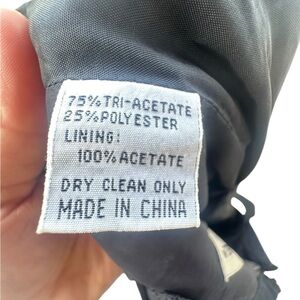 75% TRI-ACETATE
25% POLYESTER
LINING:
100% ACETATE
DRY CLEAN ONLY
MADE IN CHINA